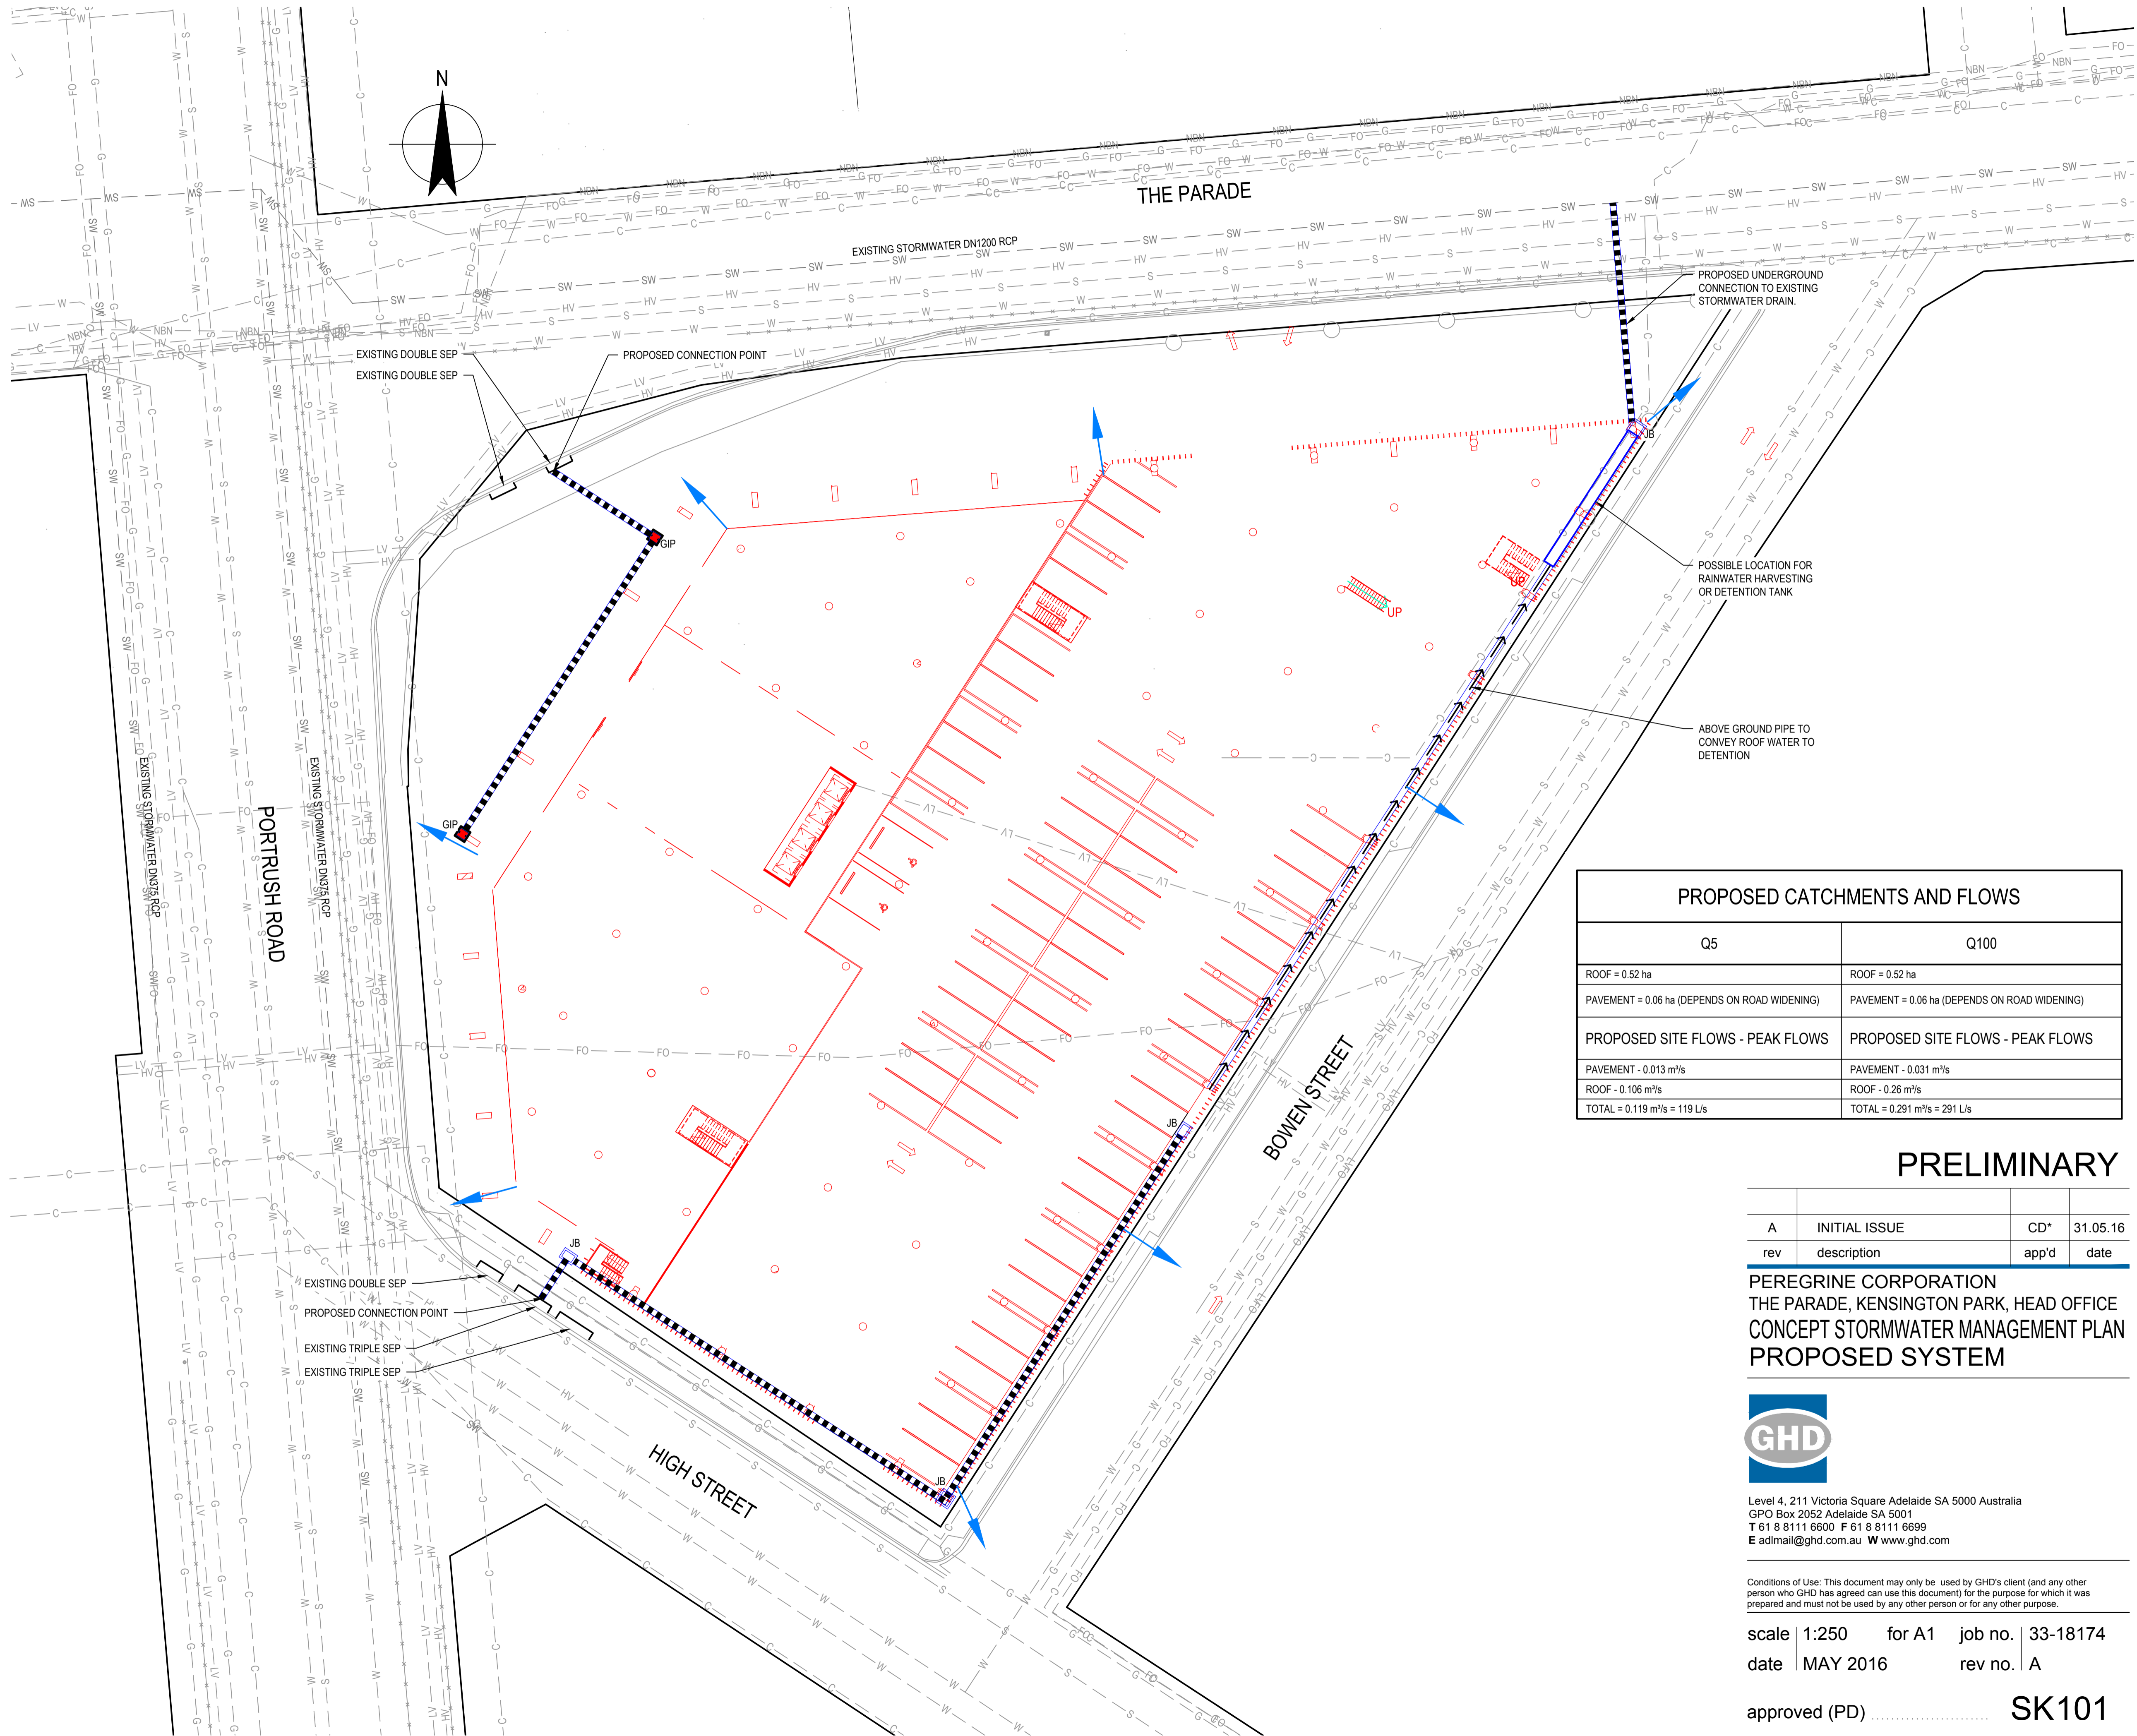 N
THE PARADE
EXISTING STORMWATER DN1200 RCP
PROPOSED UNDERGROUND
CONNECTION TO EXISTING
STORMWATER DRAIN.
EXISTING DOUBLE SEP
PROPOSED CONNECTION POINT
EXISTING DOUBLE SEP
JB
GIP
POSSIBLE LOCATION FOR
RAINWATER HARVESTING
OR DETENTION TANK
UP
UP
ABOVE GROUND PIPE TO
CONVEY ROOF WATER TO
DETENTION
GIP
EXISTING STORMWATER DN375 RCP
PORTRUSH ROAD
EXISTING STORMWATER DN375 RCP
PROPOSED CATCHMENTS AND FLOWS
Q5
Q100
ROOF = 0.52 ha
ROOF = 0.52 ha
PAVEMENT = 0.06 ha (DEPENDS ON ROAD WIDENING)
PAVEMENT = 0.06 ha (DEPENDS ON ROAD WIDENING)
PROPOSED SITE FLOWS - PEAK FLOWS
PROPOSED SITE FLOWS - PEAK FLOWS
PAVEMENT - 0.013 m³/s
PAVEMENT - 0.031 m³/s
ROOF - 0.106 m³/s
ROOF - 0.26 m³/s
TOTAL = 0.119 m³/s = 119 L/s
TOTAL = 0.291 m³/s = 291 L/s
BOWEN STREET
JB
JB
EXISTING DOUBLE SEP
PROPOSED CONNECTION POINT
EXISTING TRIPLE SEP
EXISTING TRIPLE SEP
JB
HIGH STREET
PRELIMINARY
A INITIAL ISSUE CD* 31.05.16
rev description app'd date
PEREGRINE CORPORATION
THE PARADE, KENSINGTON PARK, HEAD OFFICE
CONCEPT STORMWATER MANAGEMENT PLAN
PROPOSED SYSTEM
GHD
Level 4, 211 Victoria Square Adelaide SA 5000 Australia
GPO Box 2052 Adelaide SA 5001
T 61 8 8111 6600 F 61 8 8111 6699
E adlmail@ghd.com.au W www.ghd.com
Conditions of Use: This document may only be used by GHD's client (and any other
person who GHD has agreed can use this document) for the purpose for which it was
prepared and must not be used by any other person or for any other purpose.
scale 1:250 for A1 job no. 33-18174
date MAY 2016 rev no. A
approved (PD) ........................ SK101